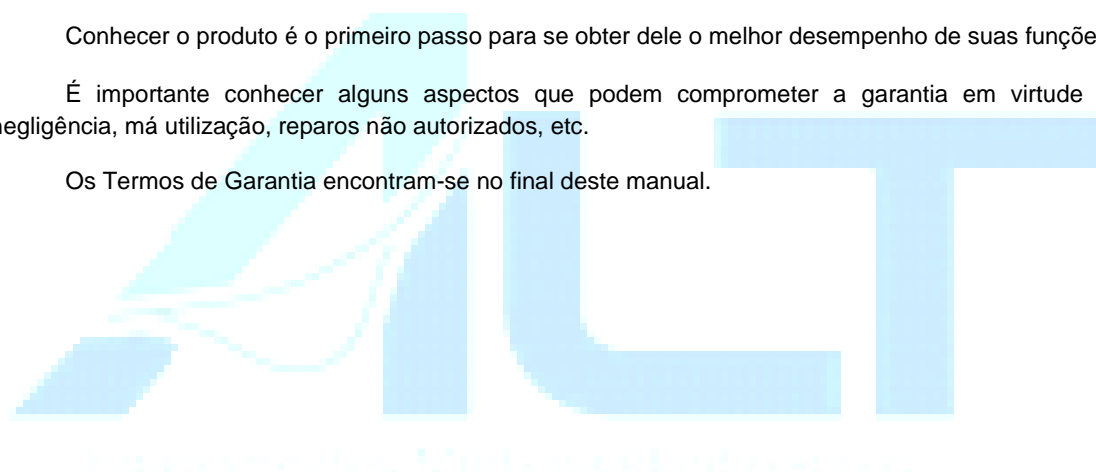 Conhecer o produto é o primeiro passo para se obter dele o melhor desempenho de suas funçõe
É importante conhecer alguns aspectos que podem comprometer a garantia em virtude
negligência, má utilização, reparos não autorizados, etc.
Os Termos de Garantia encontram-se no final deste manual.
ALT